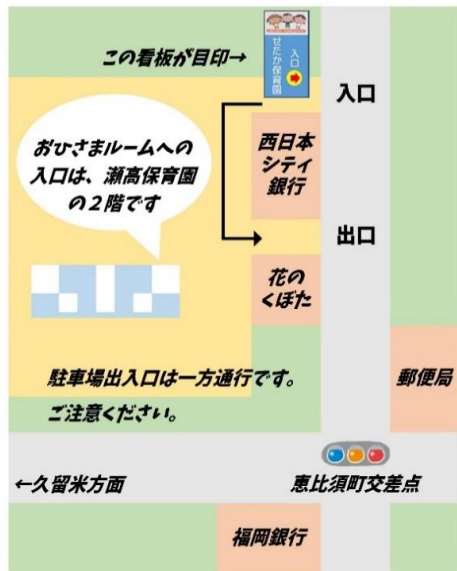 この看板が目印→
入口
せたか保育園
入口
おひさまルームへの
入口は、瀬高保育園
の２階です
西日本
シティ
銀行
出口
花の
くぼた
駐車場出入口は一方通行です。
ご注意ください。
郵便局
←久留米方面
恵比須町交差点
福岡銀行